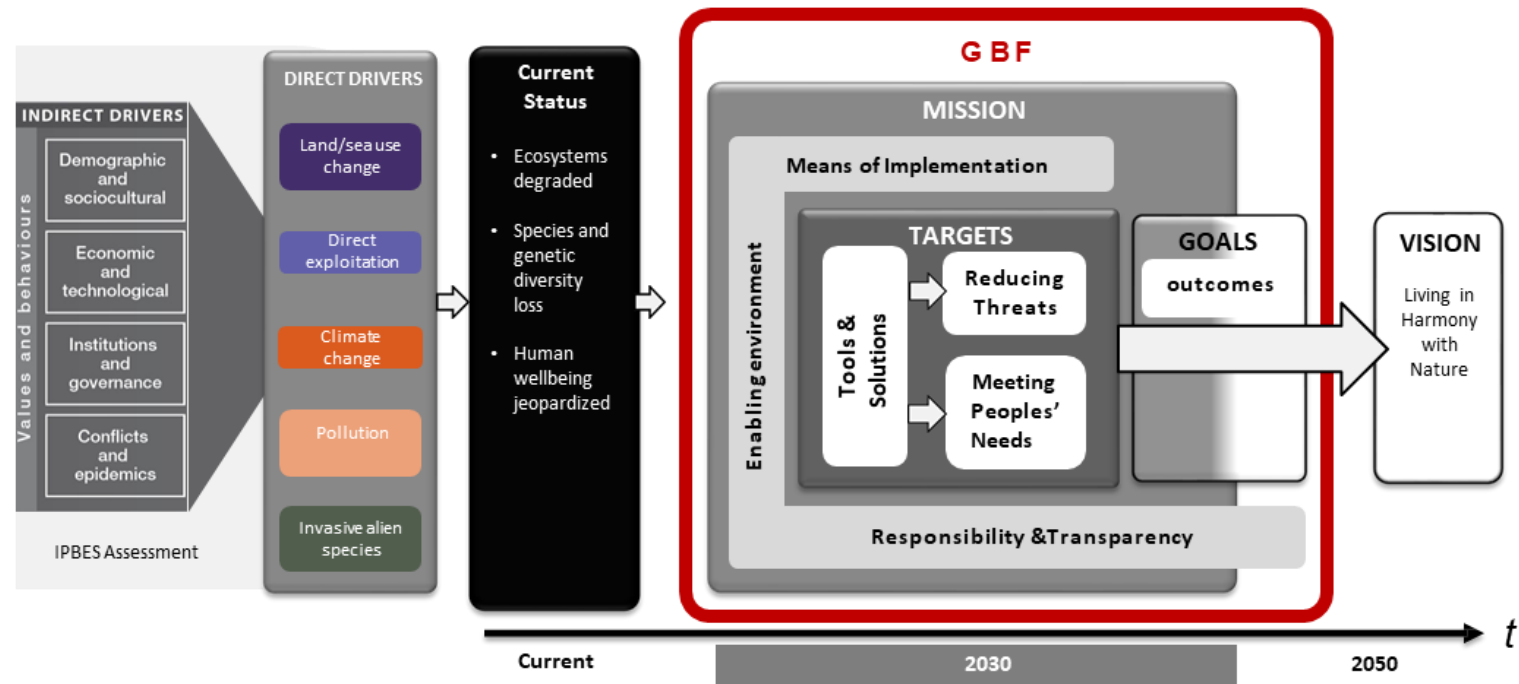 INDIRECT DRIVERS
Values and behaviours
Demographic
and
sociocultural
Economic
and
technological
Institutions
and
governance
Conflicts
and
epidemics
IPBES Assessment
DIRECT DRIVERS
Land/sea use
change
Direct
exploitation
Climate
change
Pollution
Invasive alien
species
Current
Status
• Ecosystems
degraded
• Species and
genetic
diversity
loss
• Human
wellbeing
jeopardized
GBF
MISSION
Means of Implementation
Enabling environment
TARGETS
Tools &
Solutions
Reducing
Threats
Meeting
Peoples’
Needs
GOALS
outcomes
Responsibility &Transparency
VISION
Living in
Harmony
with
Nature
t
Current
2030
2050